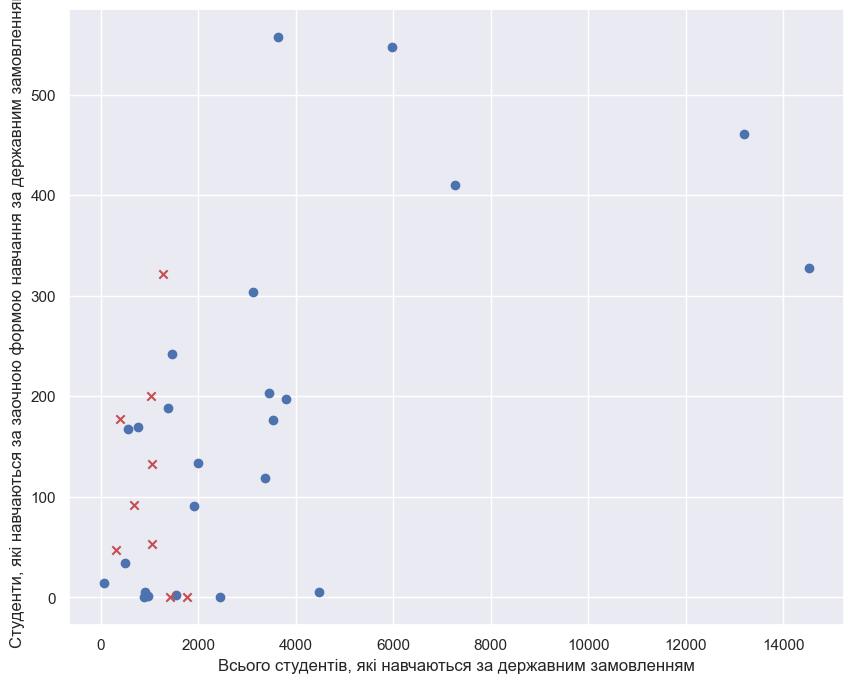 Студенти, які навчаються за заочною формою навчання за державним замовленням
500
400
300
200
100
0
0 2000 4000 6000 8000 10000 12000 14000
Всього студентів, які навчаються за державним замовленням